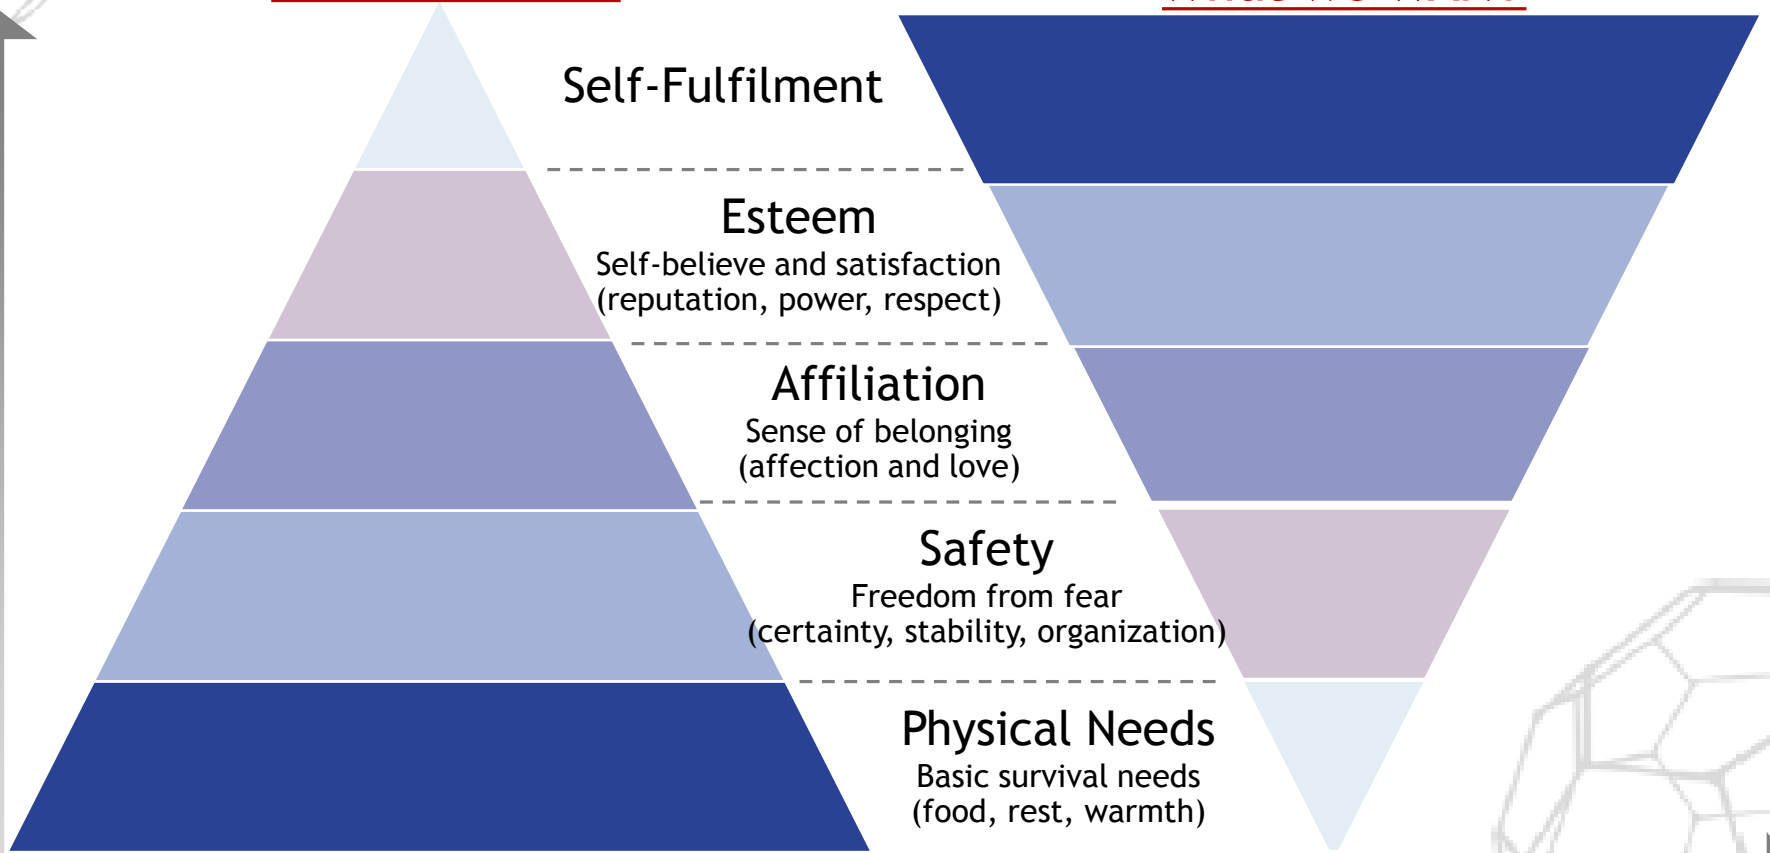 Self-Fulfilment
Esteem
Self-believe and satisfaction
(reputation, power, respect)
Affiliation
Sense of belonging
(affection and love)
Safety
Freedom from fear
(certainty, stability, organization)
Physical Needs
Basic survival needs
(food, rest, warmth)